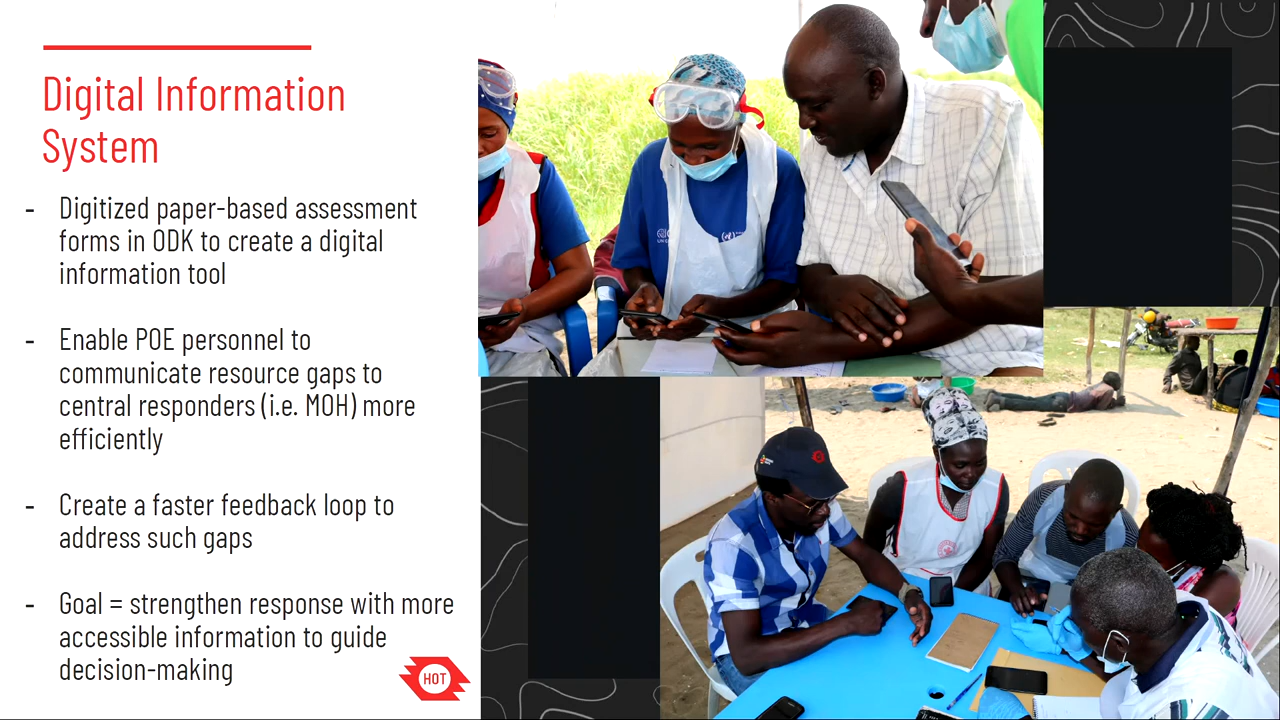 Digital Information
System
- Digitized paper-based assessment
forms in ODK to create a digital
information tool
- Enable POE personnel to
communicate resource gaps to
central responders (i.e. MOH) more
efficiently
- Create a faster feedback loop to
address such gaps
- Goal = strengthen response with more
accessible information to guide
decision-making
HOT